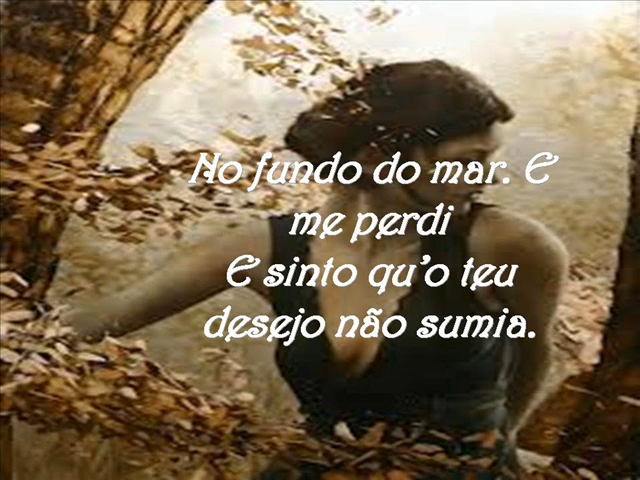 No fundo do mar. E
me perdi
E sinto qu’o teu
desejo não sumia.